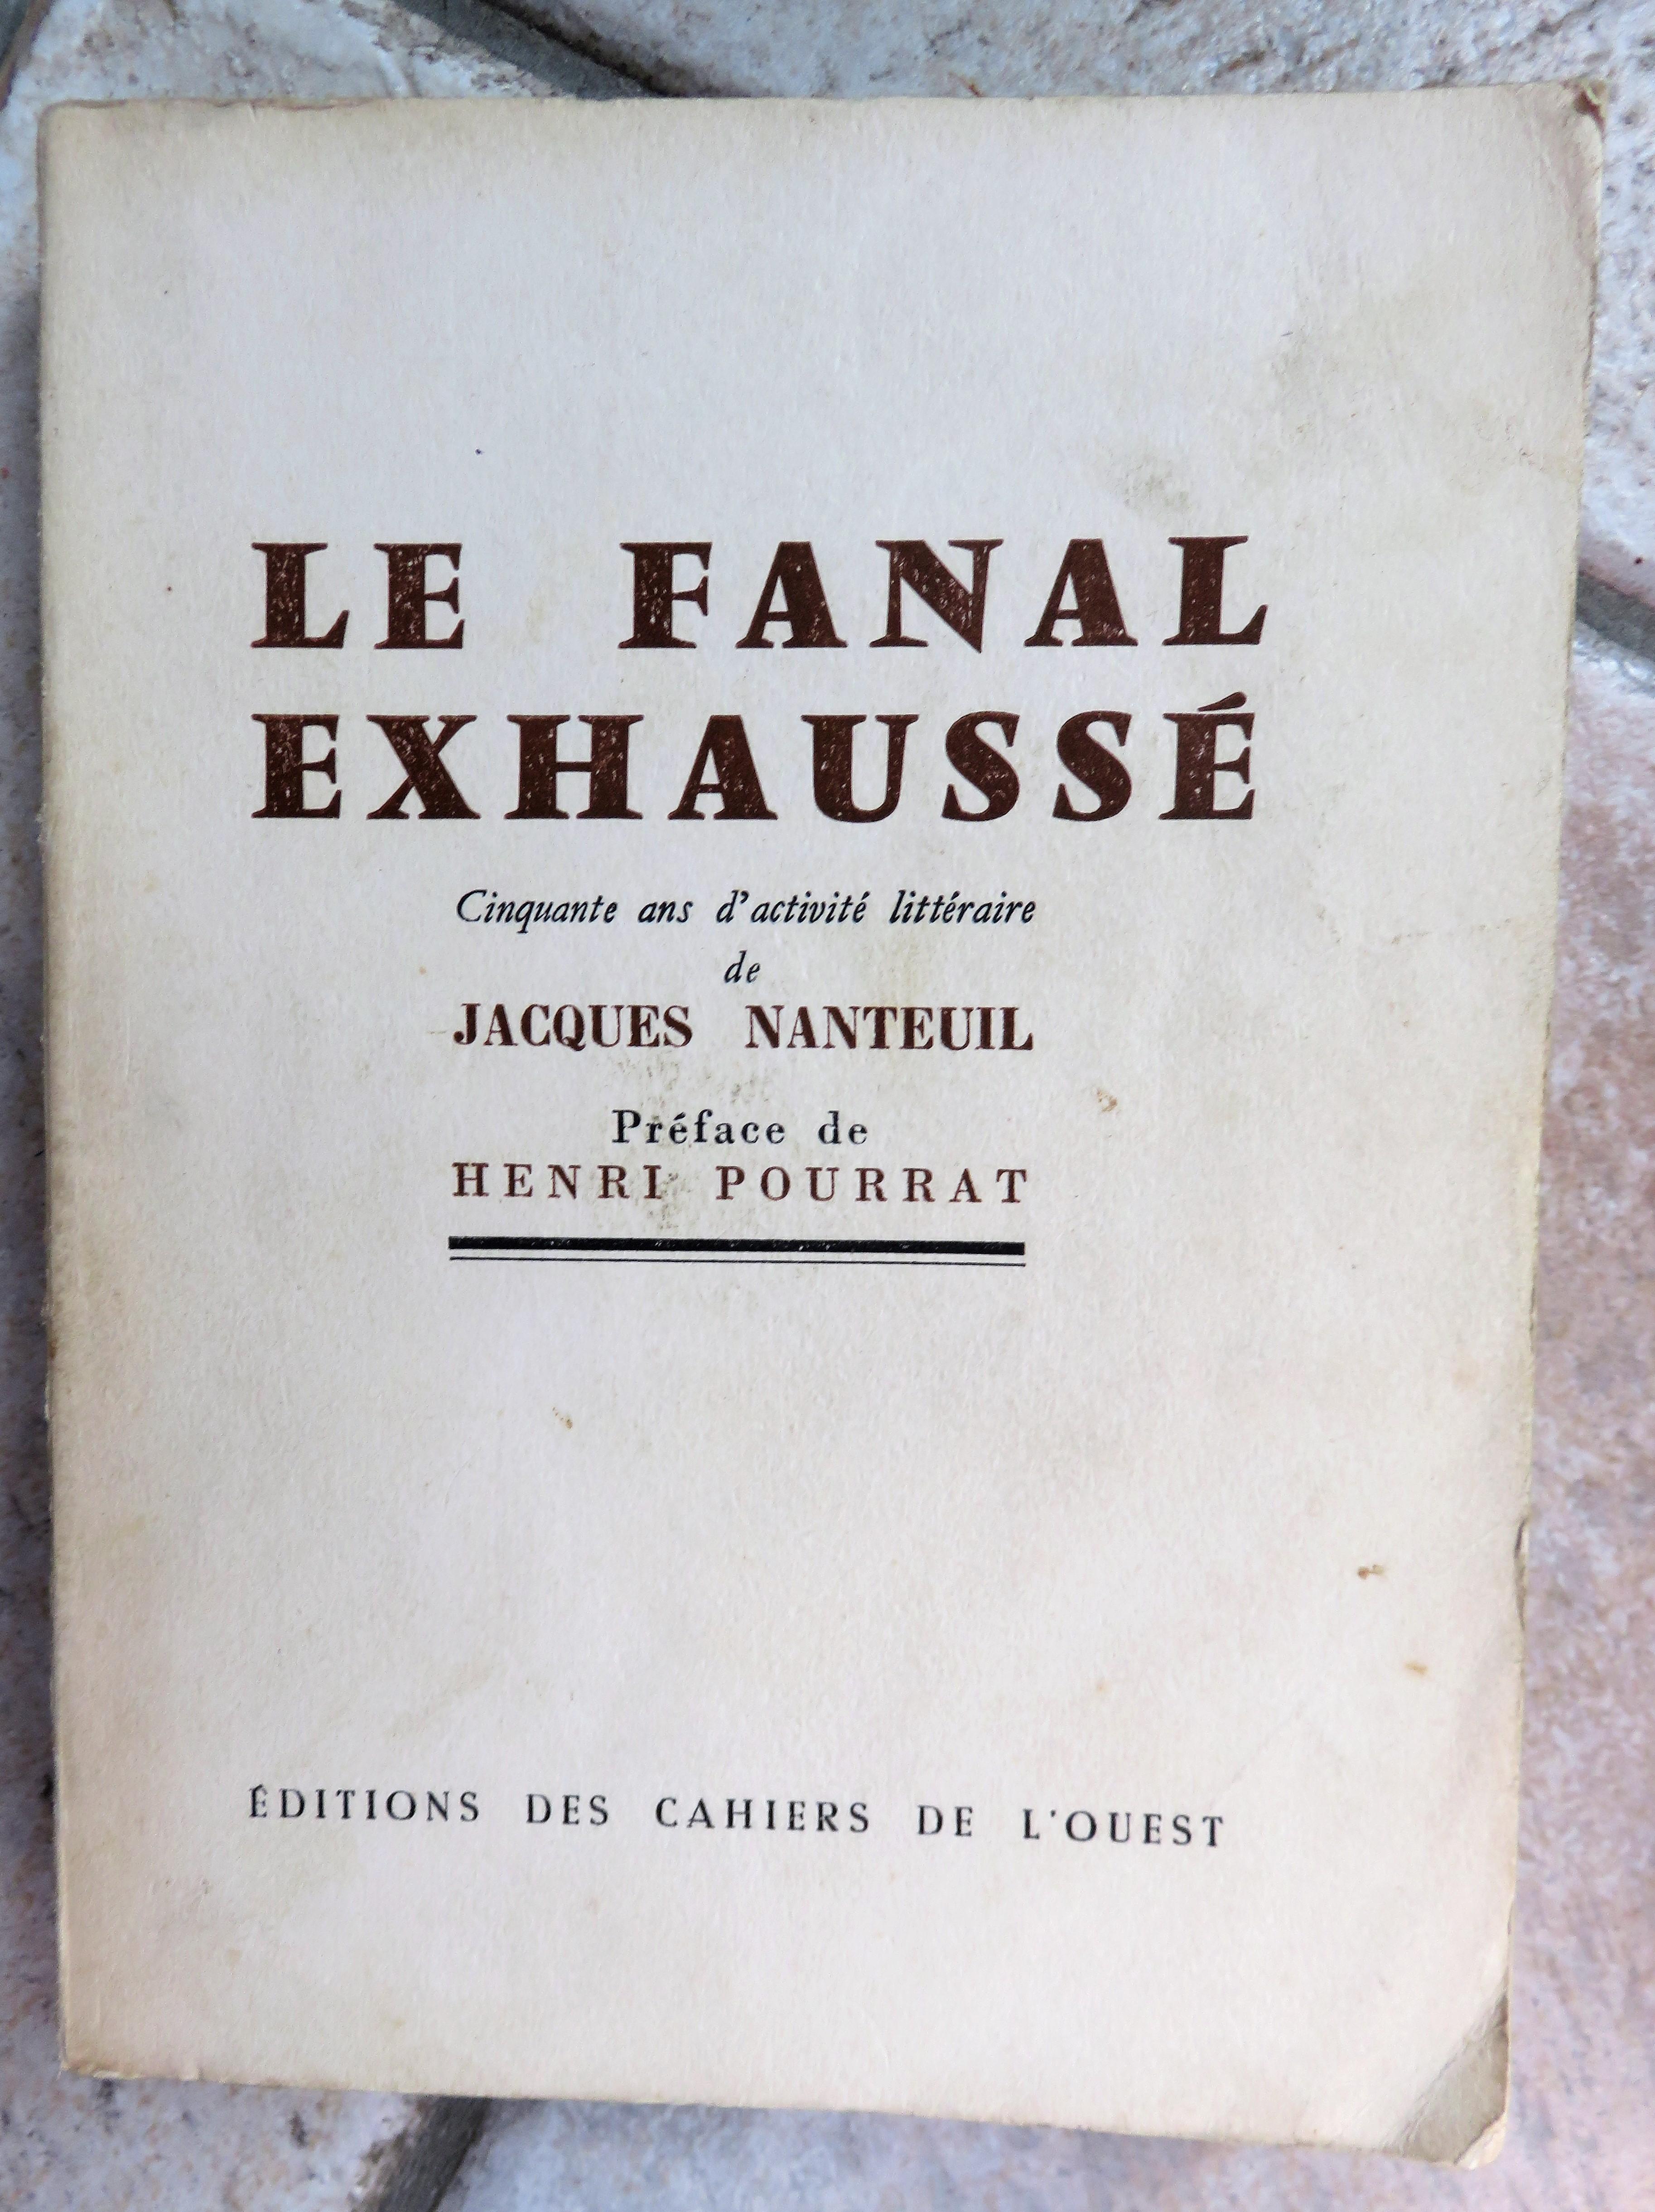 LE FANAL
EXHAUSSÉ
Cinquante ans d'activité littéraire
de
JACQUES NANTEUIL
Préface de
HENRI POURRAT
ÉDITIONS DES CAHIERS DE L'OUEST